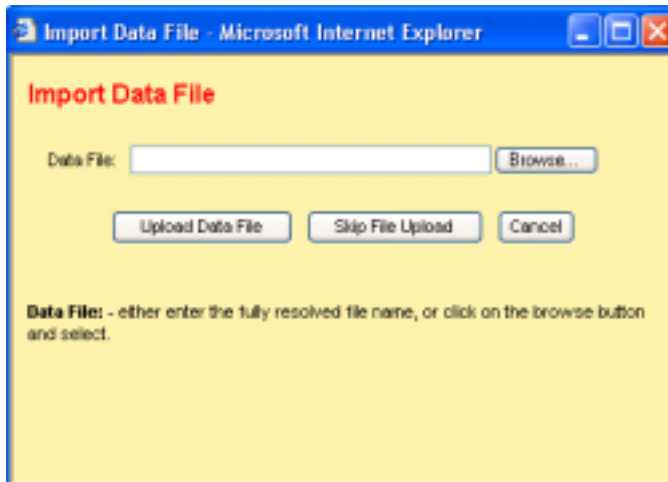 Import Data File - Microsoft Internet Explorer
Import Data File
Data File: Browse...
Upload Data File Skip File Upload Cancel
Data File: - either enter the fully resolved file name, or click on the browse button
and select.